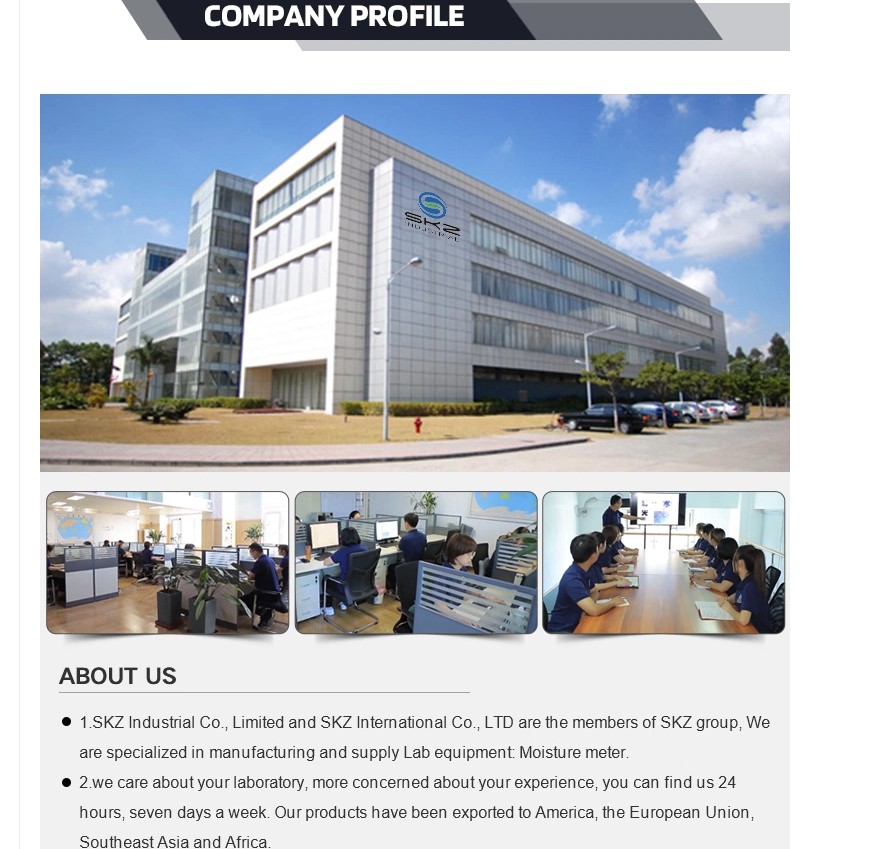 COMPANY PROFILE
SKZ
INDUSTRIAL
ABOUT US
1.SKZ Industrial Co., Limited and SKZ International Co., LTD are the members of SKZ group, We
are specialized in manufacturing and supply Lab equipment: Moisture meter.
2.we care about your laboratory, more concerned about your experience, you can find us 24
hours, seven days a week. Our products have been exported to America, the European Union,
Southeast Asia and Africa.